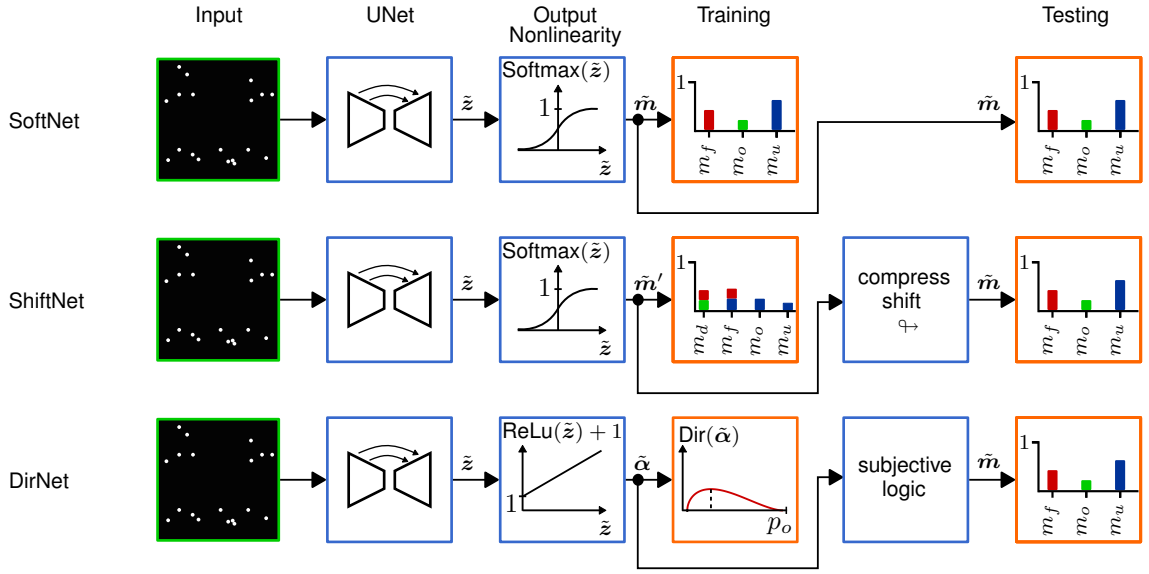 Input UNet Output Training Testing
Nonlinearity
SoftNet
z̃
Softmax(z̃)
1
z̃
m̃
1
m_f m_o m_u
m̃
1
m_f m_o m_u
ShiftNet
z̃
Softmax(z̃)
1
z̃
m̃′
1
m_d m_f m_o m_u
compress
shift
↬
m̃
1
m_f m_o m_u
DirNet
z̃
ReLu(z̃) + 1
1
z̃
α̃
Dir(α̃)
p_o
subjective
logic
m̃
1
m_f m_o m_u